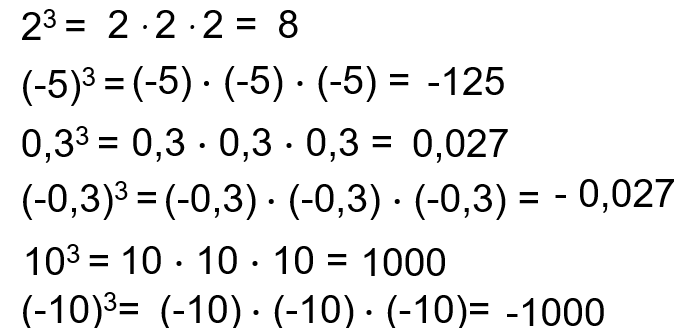 2³ = 2 · 2 · 2 = 8
(-5)³ = (-5) · (-5) · (-5) = -125
0,3³ = 0,3 · 0,3 · 0,3 = 0,027
(-0,3)³ = (-0,3) · (-0,3) · (-0,3) = - 0,027
10³ = 10 · 10 · 10 = 1000
(-10)³= (-10) · (-10) · (-10)= -1000